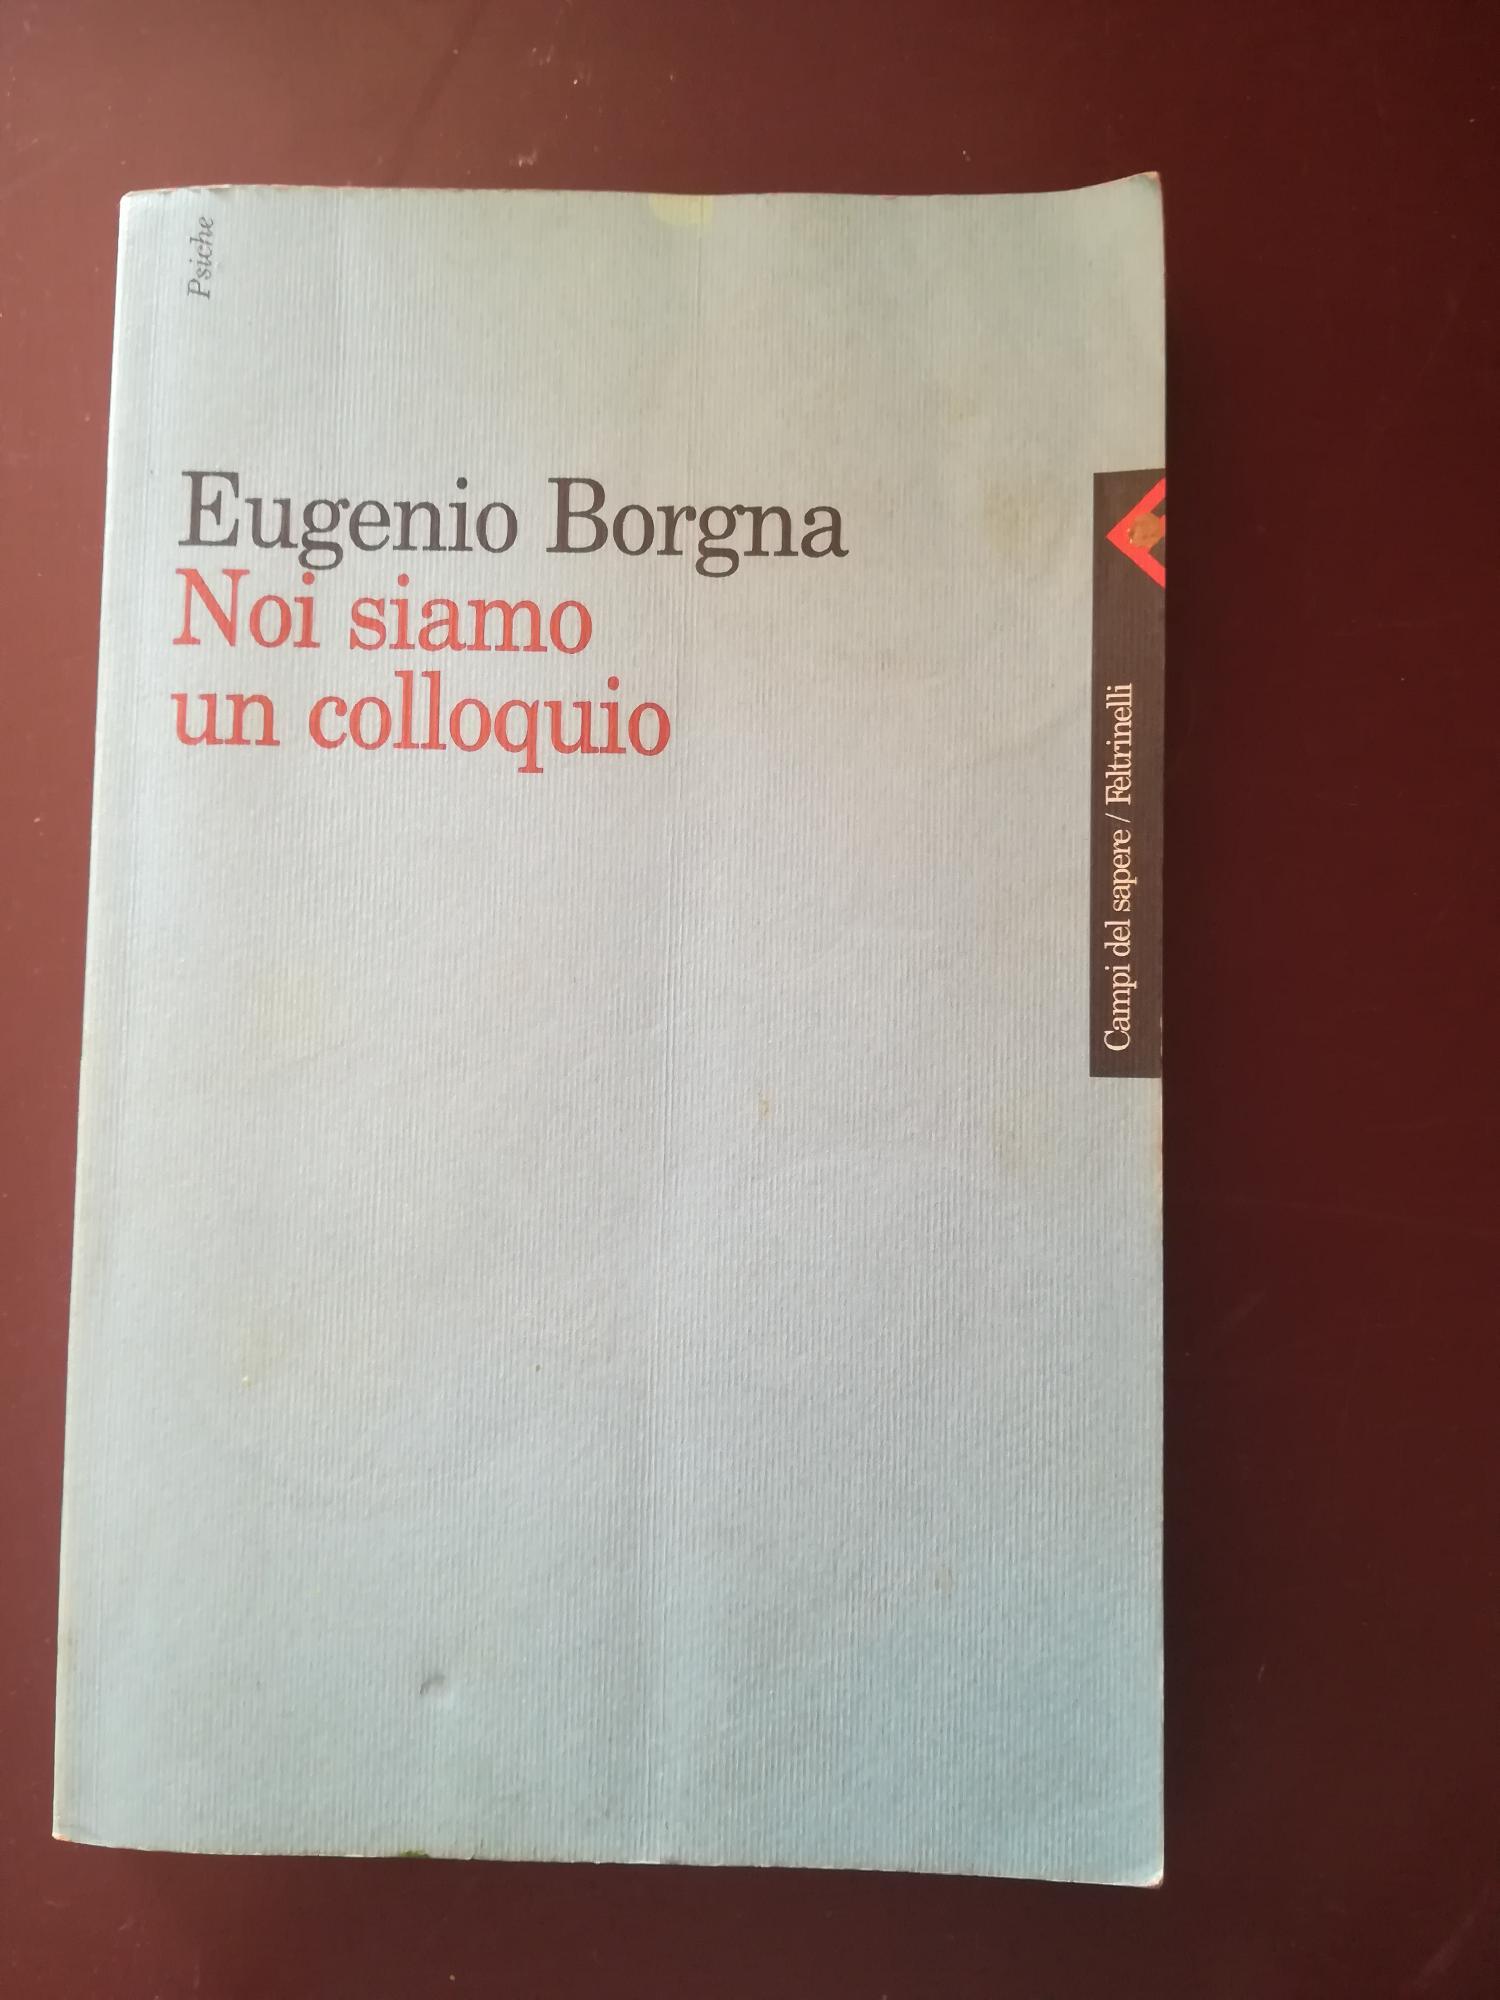 Psiche
Eugenio Borgna
Noi siamo
un colloquio
Campi del sapere / Feltrinelli